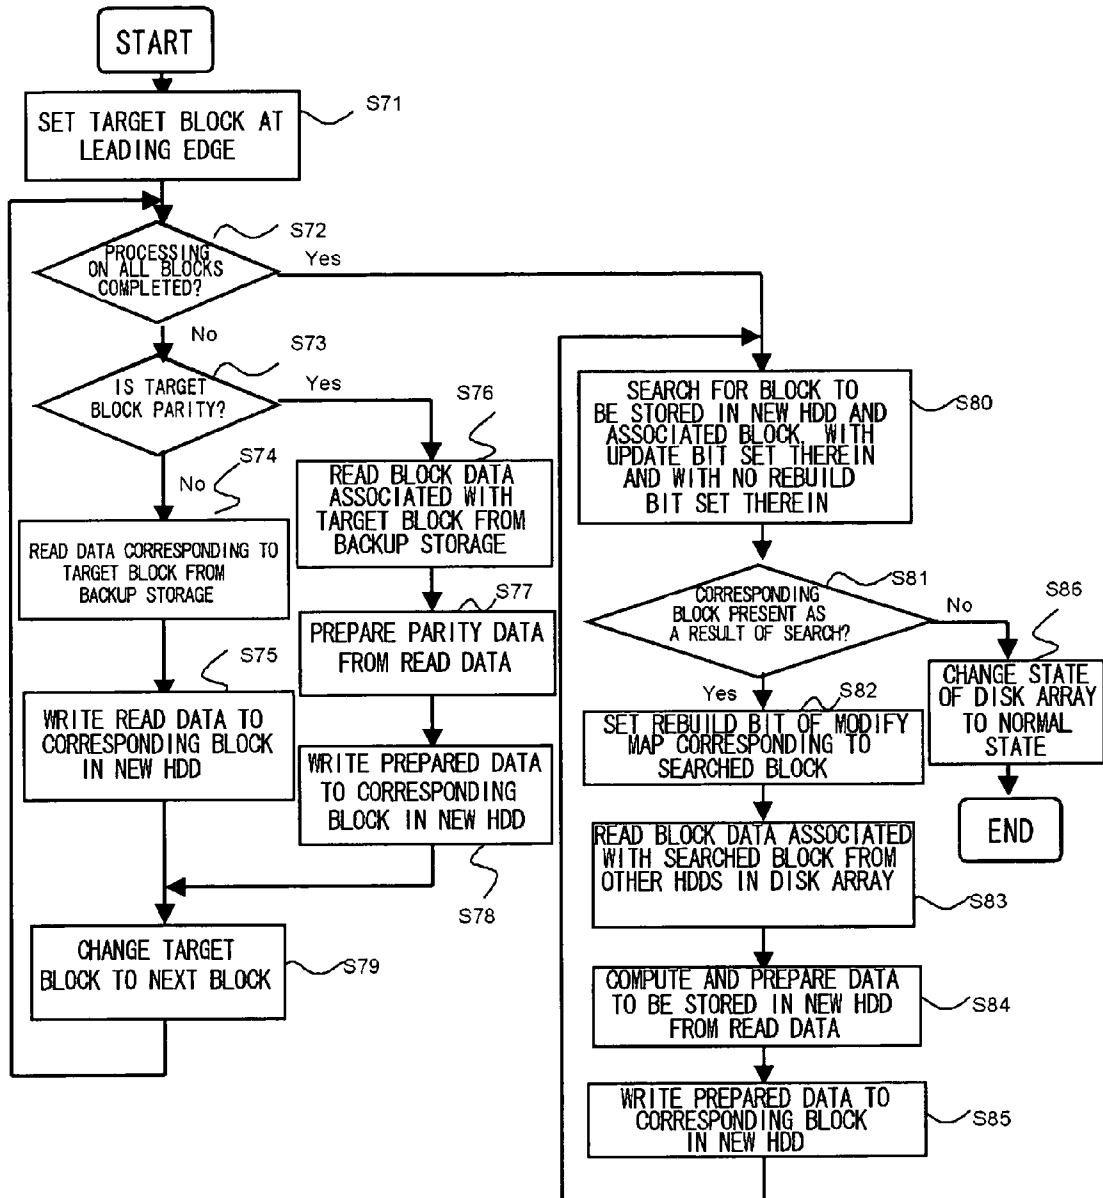 START
S71
SET TARGET BLOCK AT
LEADING EDGE
S72
PROCESSING
ON ALL BLOCKS
COMPLETED?
Yes
No
S73
IS TARGET
BLOCK PARITY?
Yes
S74
No
READ DATA CORRESPONDING TO
TARGET BLOCK FROM
BACKUP STORAGE
S75
WRITE READ DATA TO
CORRESPONDING BLOCK
IN NEW HDD
S76
READ BLOCK DATA
ASSOCIATED WITH
TARGET BLOCK FROM
BACKUP STORAGE
S77
PREPARE PARITY DATA
FROM READ DATA
WRITE PREPARED DATA
TO CORRESPONDING
BLOCK IN NEW HDD
S78
CHANGE TARGET
BLOCK TO NEXT BLOCK
S79
SEARCH FOR BLOCK TO
BE STORED IN NEW HDD AND
ASSOCIATED BLOCK, WITH
UPDATE BIT SET THEREIN
AND WITH NO REBUILD
BIT SET THEREIN
S80
S81
CORRESPONDING
BLOCK PRESENT AS
A RESULT OF SEARCH?
No
S86
CHANGE STATE
OF DISK ARRAY
TO NORMAL
STATE
END
Yes
S82
SET REBUILD BIT OF MODIFY
MAP CORRESPONDING TO
SEARCHED BLOCK
READ BLOCK DATA ASSOCIATED
WITH SEARCHED BLOCK FROM
OTHER HDDS IN DISK ARRAY
S83
COMPUTE AND PREPARE DATA
TO BE STORED IN NEW HDD
FROM READ DATA
S84
WRITE PREPARED DATA TO
CORRESPONDING BLOCK
IN NEW HDD
S85